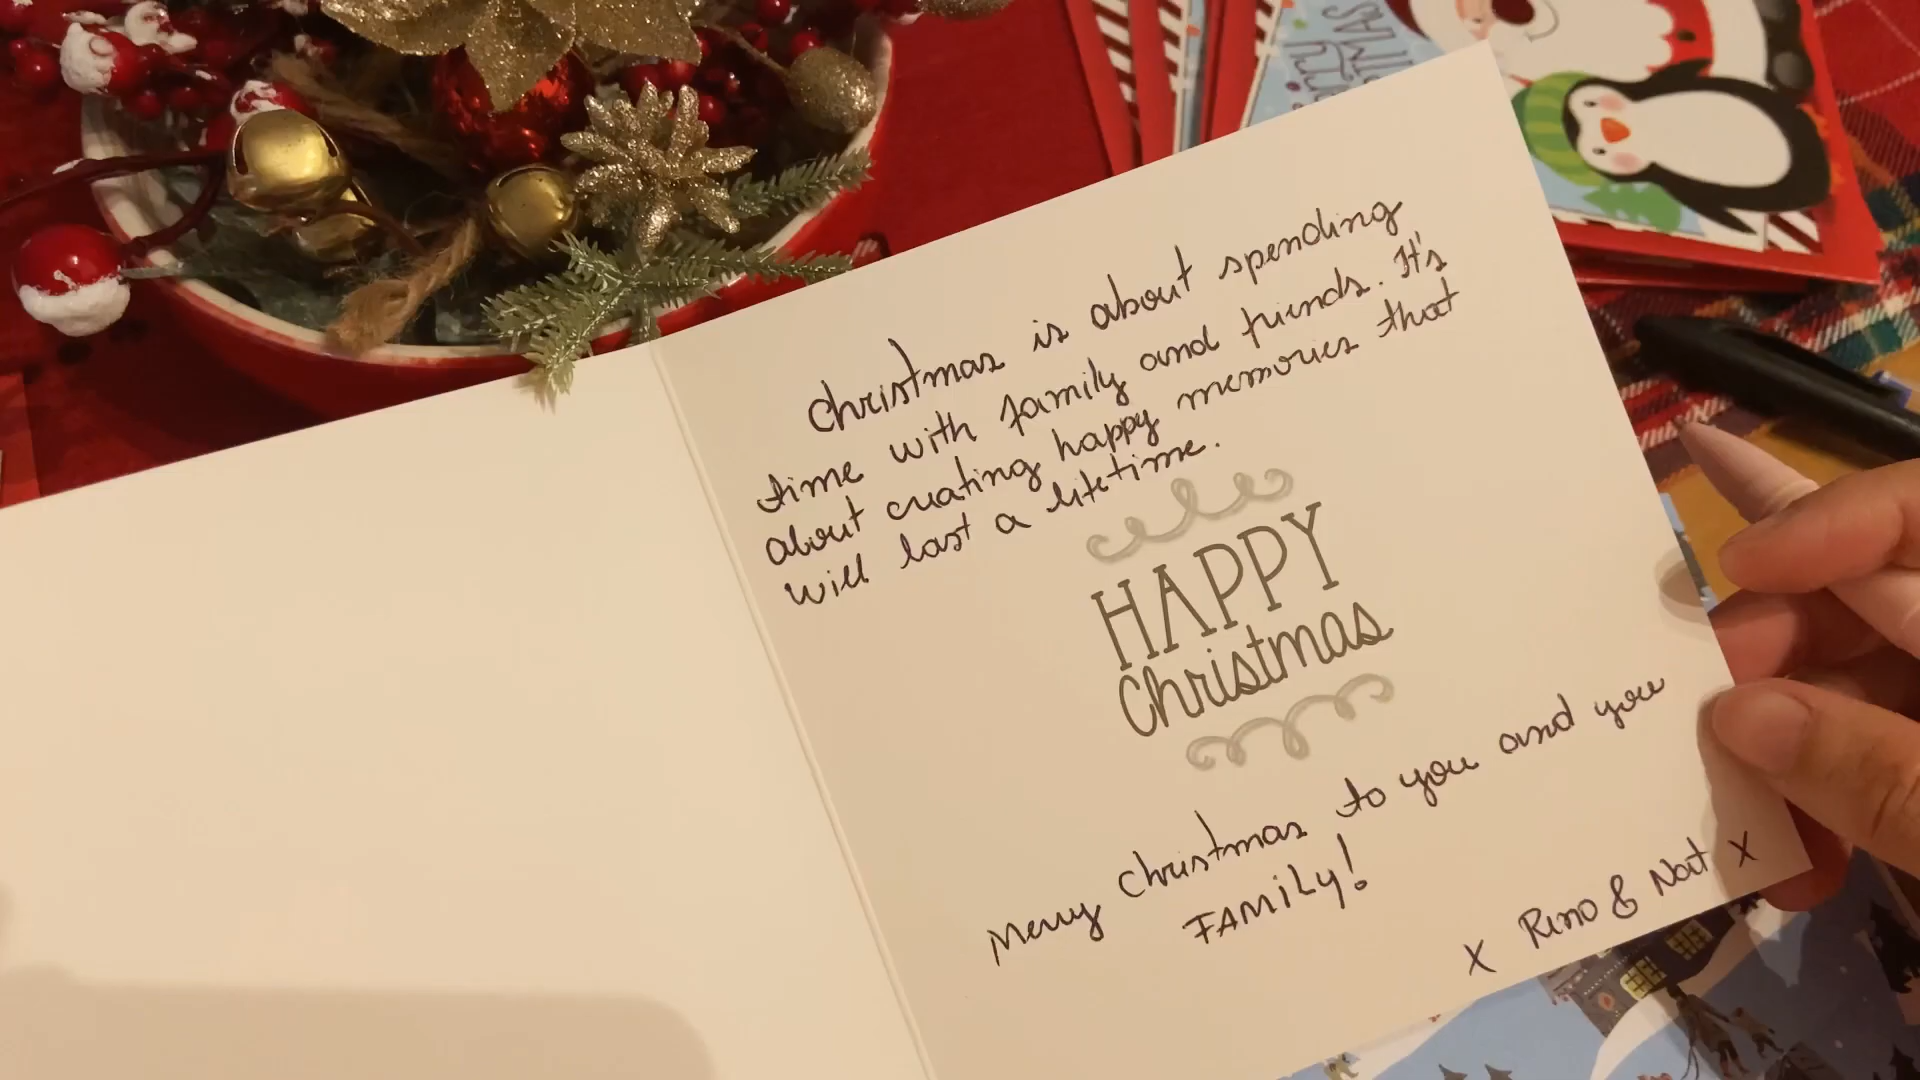 Christmas is about spending
time with family and friends. It's
about creating happy memories that
will last a lifetime.
HAPPY
Christmas
Merry Christmas to you and you
FAMILY!
X Rino & Nat X